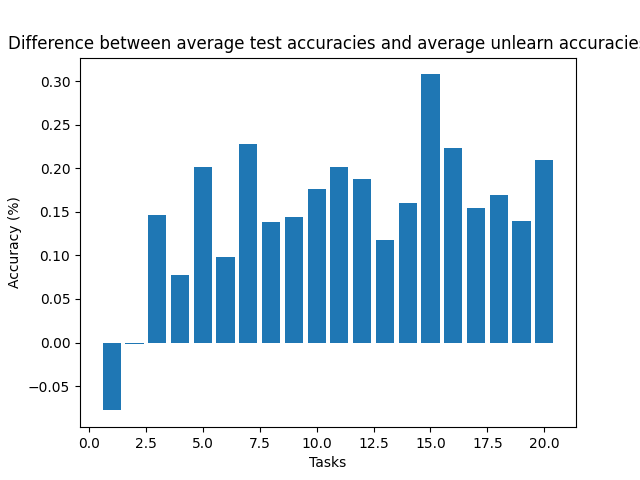 Difference between average test accuracies and average unlearn accuracies
0.30
0.25
0.20
0.15
0.10
0.05
0.00
−0.05
Accuracy (%)
0.0 2.5 5.0 7.5 10.0 12.5 15.0 17.5 20.0
Tasks